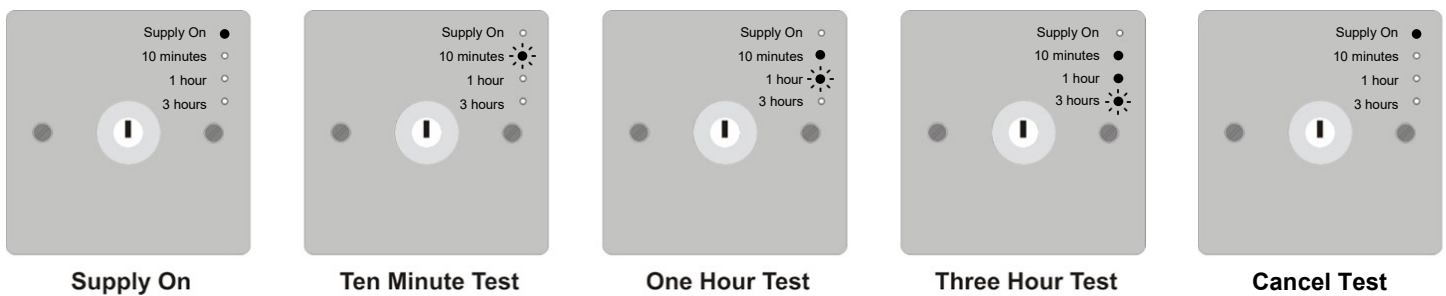 Supply On
10 minutes
1 hour
3 hours
Supply On
Supply On
10 minutes
1 hour
3 hours
Ten Minute Test
Supply On
10 minutes
1 hour
3 hours
One Hour Test
Supply On
10 minutes
1 hour
3 hours
Three Hour Test
Supply On
10 minutes
1 hour
3 hours
Cancel Test